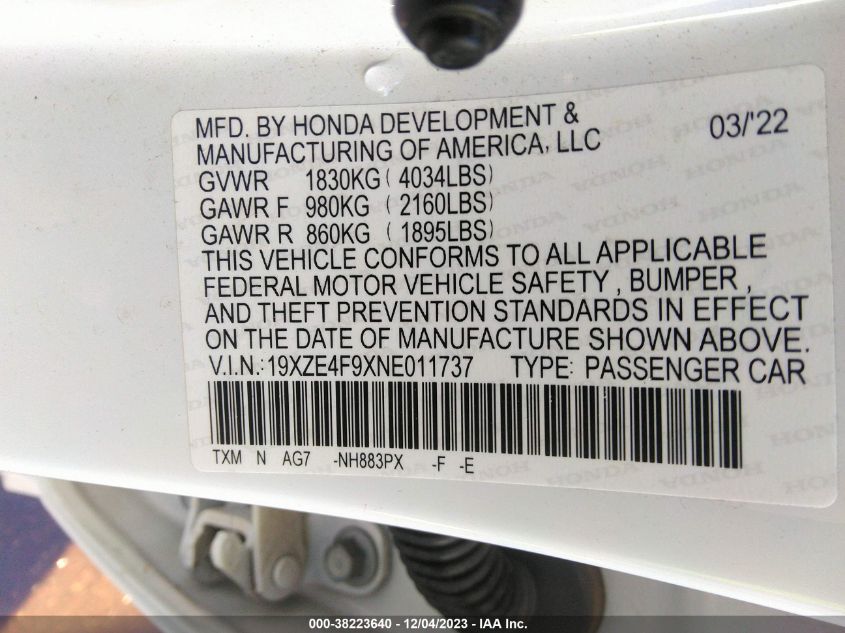 MFD. BY HONDA DEVELOPMENT & 03/'22
MANUFACTURING OF AMERICA, LLC
GVWR 1830KG ( 4034LBS)
GAWR F 980KG ( 2160LBS)
GAWR R 860KG ( 1895LBS)
THIS VEHICLE CONFORMS TO ALL APPLICABLE
FEDERAL MOTOR VEHICLE SAFETY , BUMPER ,
AND THEFT PREVENTION STANDARDS IN EFFECT
ON THE DATE OF MANUFACTURE SHOWN ABOVE.
V.I.N.:19XZE4F9XNE011737 TYPE: PASSENGER CAR
TXM N AG7 -NH883PX -F -E
000-38223640 - 12/04/2023 - IAA Inc.